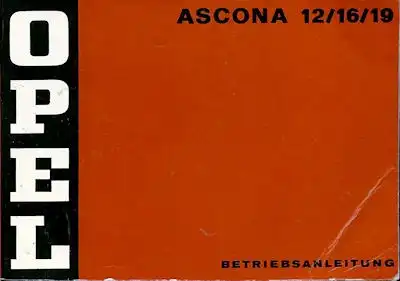 OPEL
ASCONA 12/16/19
BETRIEBSANLEITUNG